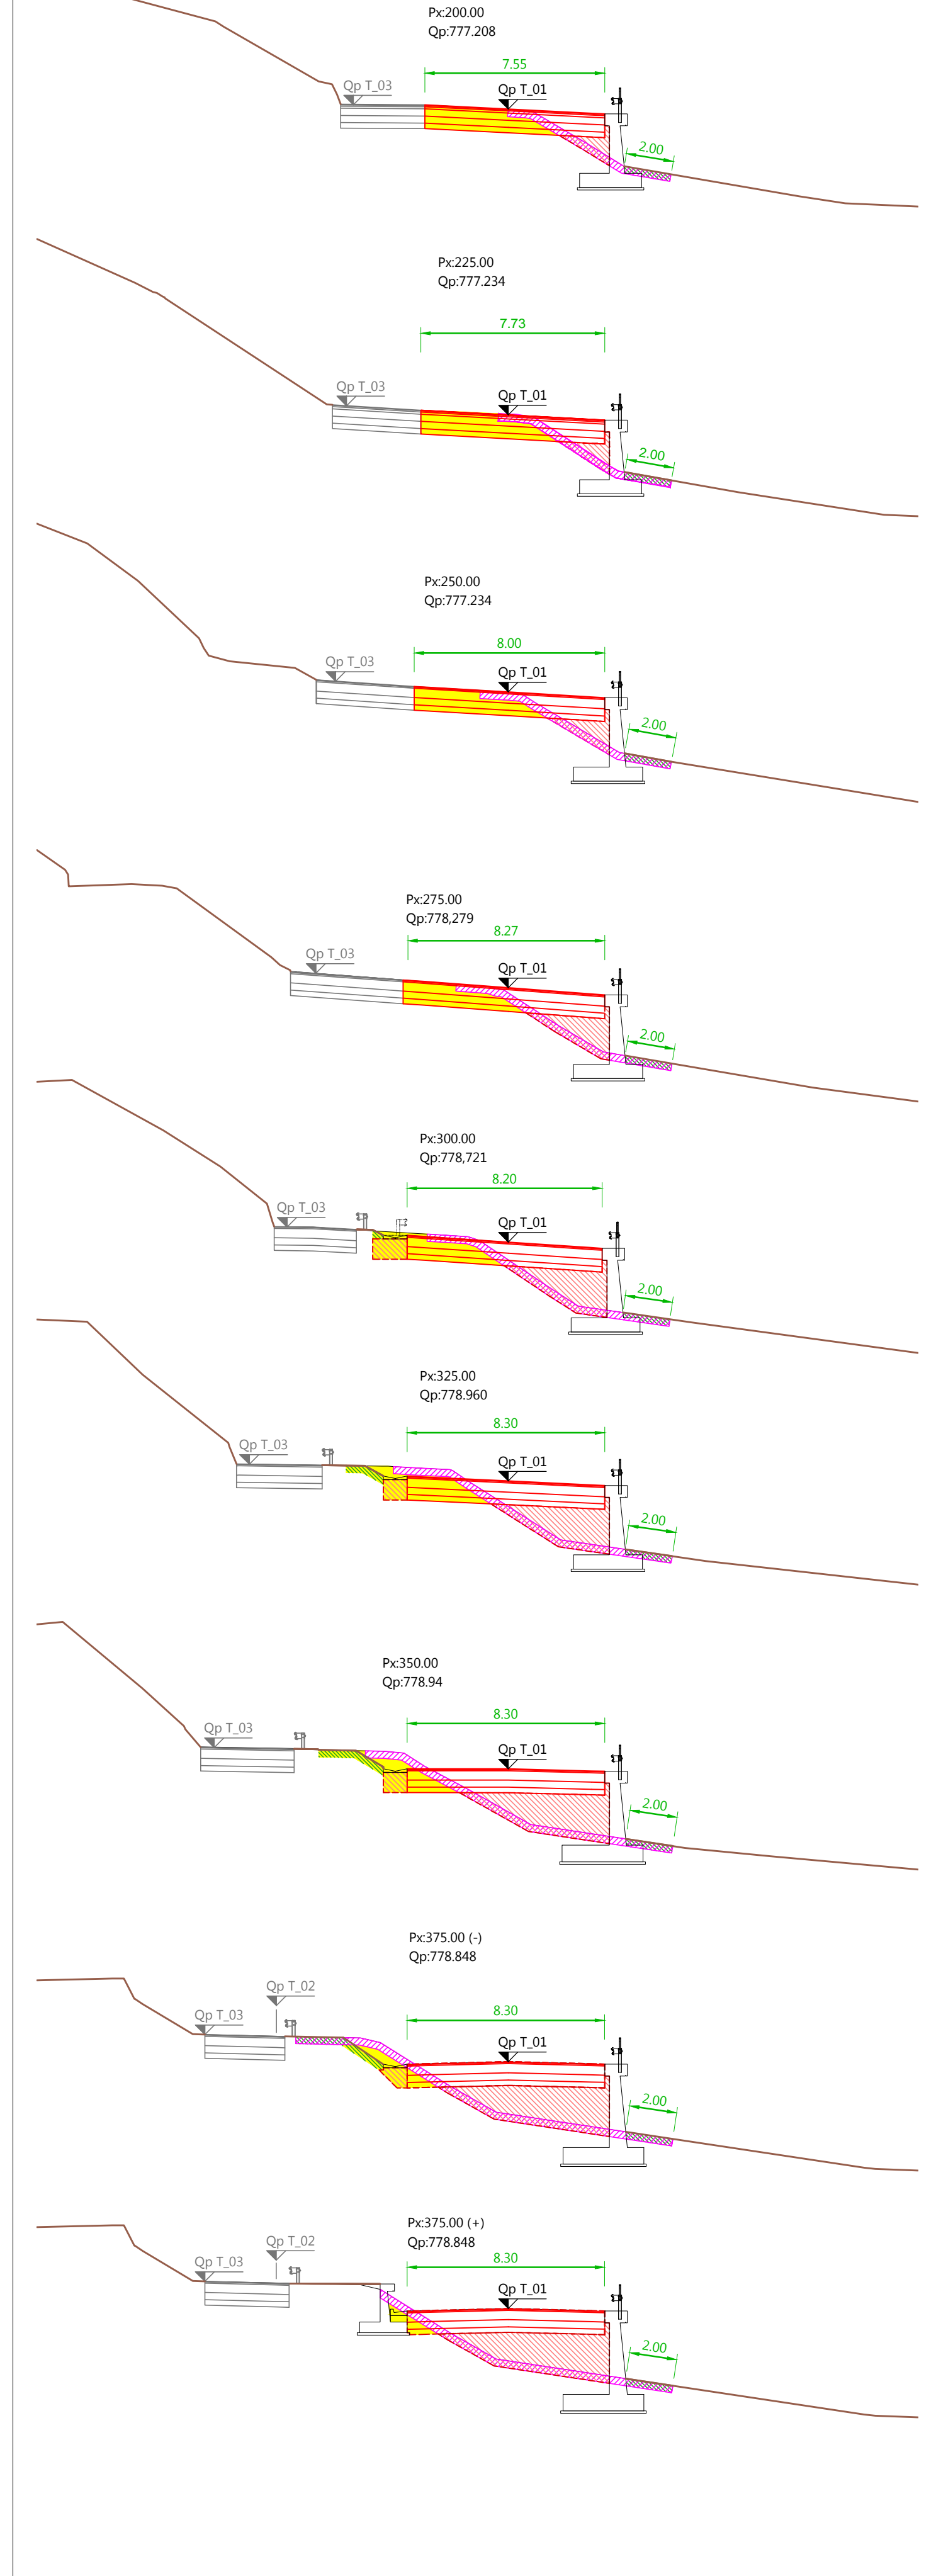 Px:200.00
Qp:777.208
7.55
Qp T_03
Qp T_01
2.00
Px:225.00
Qp:777.234
7.73
Qp T_03
Qp T_01
2.00
Px:250.00
Qp:777.234
8.00
Qp T_03
Qp T_01
2.00
Px:275.00
Qp:778,279
8.27
Qp T_03
Qp T_01
2.00
Px:300.00
Qp:778,721
8.20
Qp T_03
Qp T_01
2.00
Px:325.00
Qp:778.960
8.30
Qp T_03
Qp T_01
2.00
Px:350.00
Qp:778.94
8.30
Qp T_03
Qp T_01
2.00
Px:375.00 (-)
Qp:778.848
Qp T_02
8.30
Qp T_03
Qp T_01
2.00
Px:375.00 (+)
Qp:778.848
Qp T_02
8.30
Qp T_03
Qp T_01
2.00